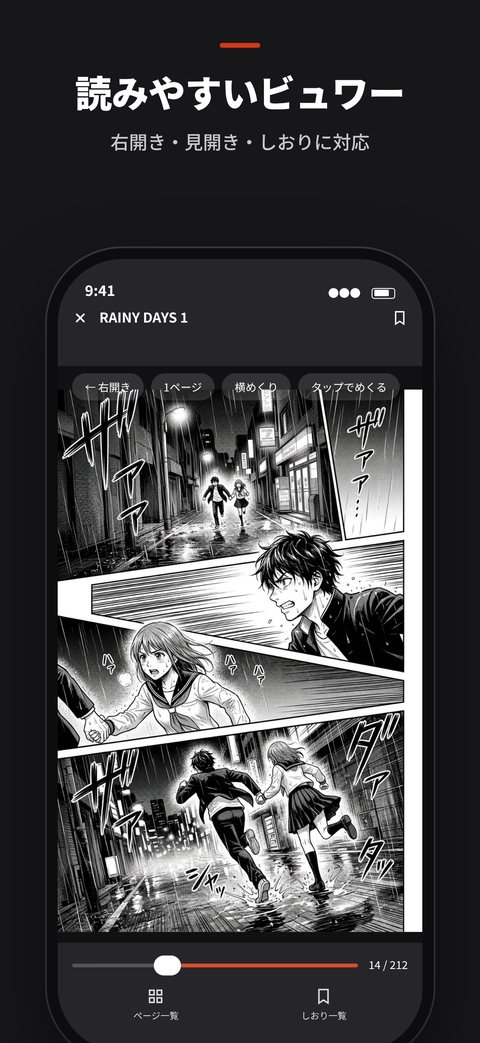 読みやすいビュワー
右開き・見開き・しおりに対応
9:41
RAINY DAYS 1
← 右開き 1ページ 横めくり タップでめくる
ザァァ
ザァァ…
ハァ
ハァ
ハァ
ザァァ
ダァ
シャッ
タッ
14 / 212
ページ一覧 しおり一覧